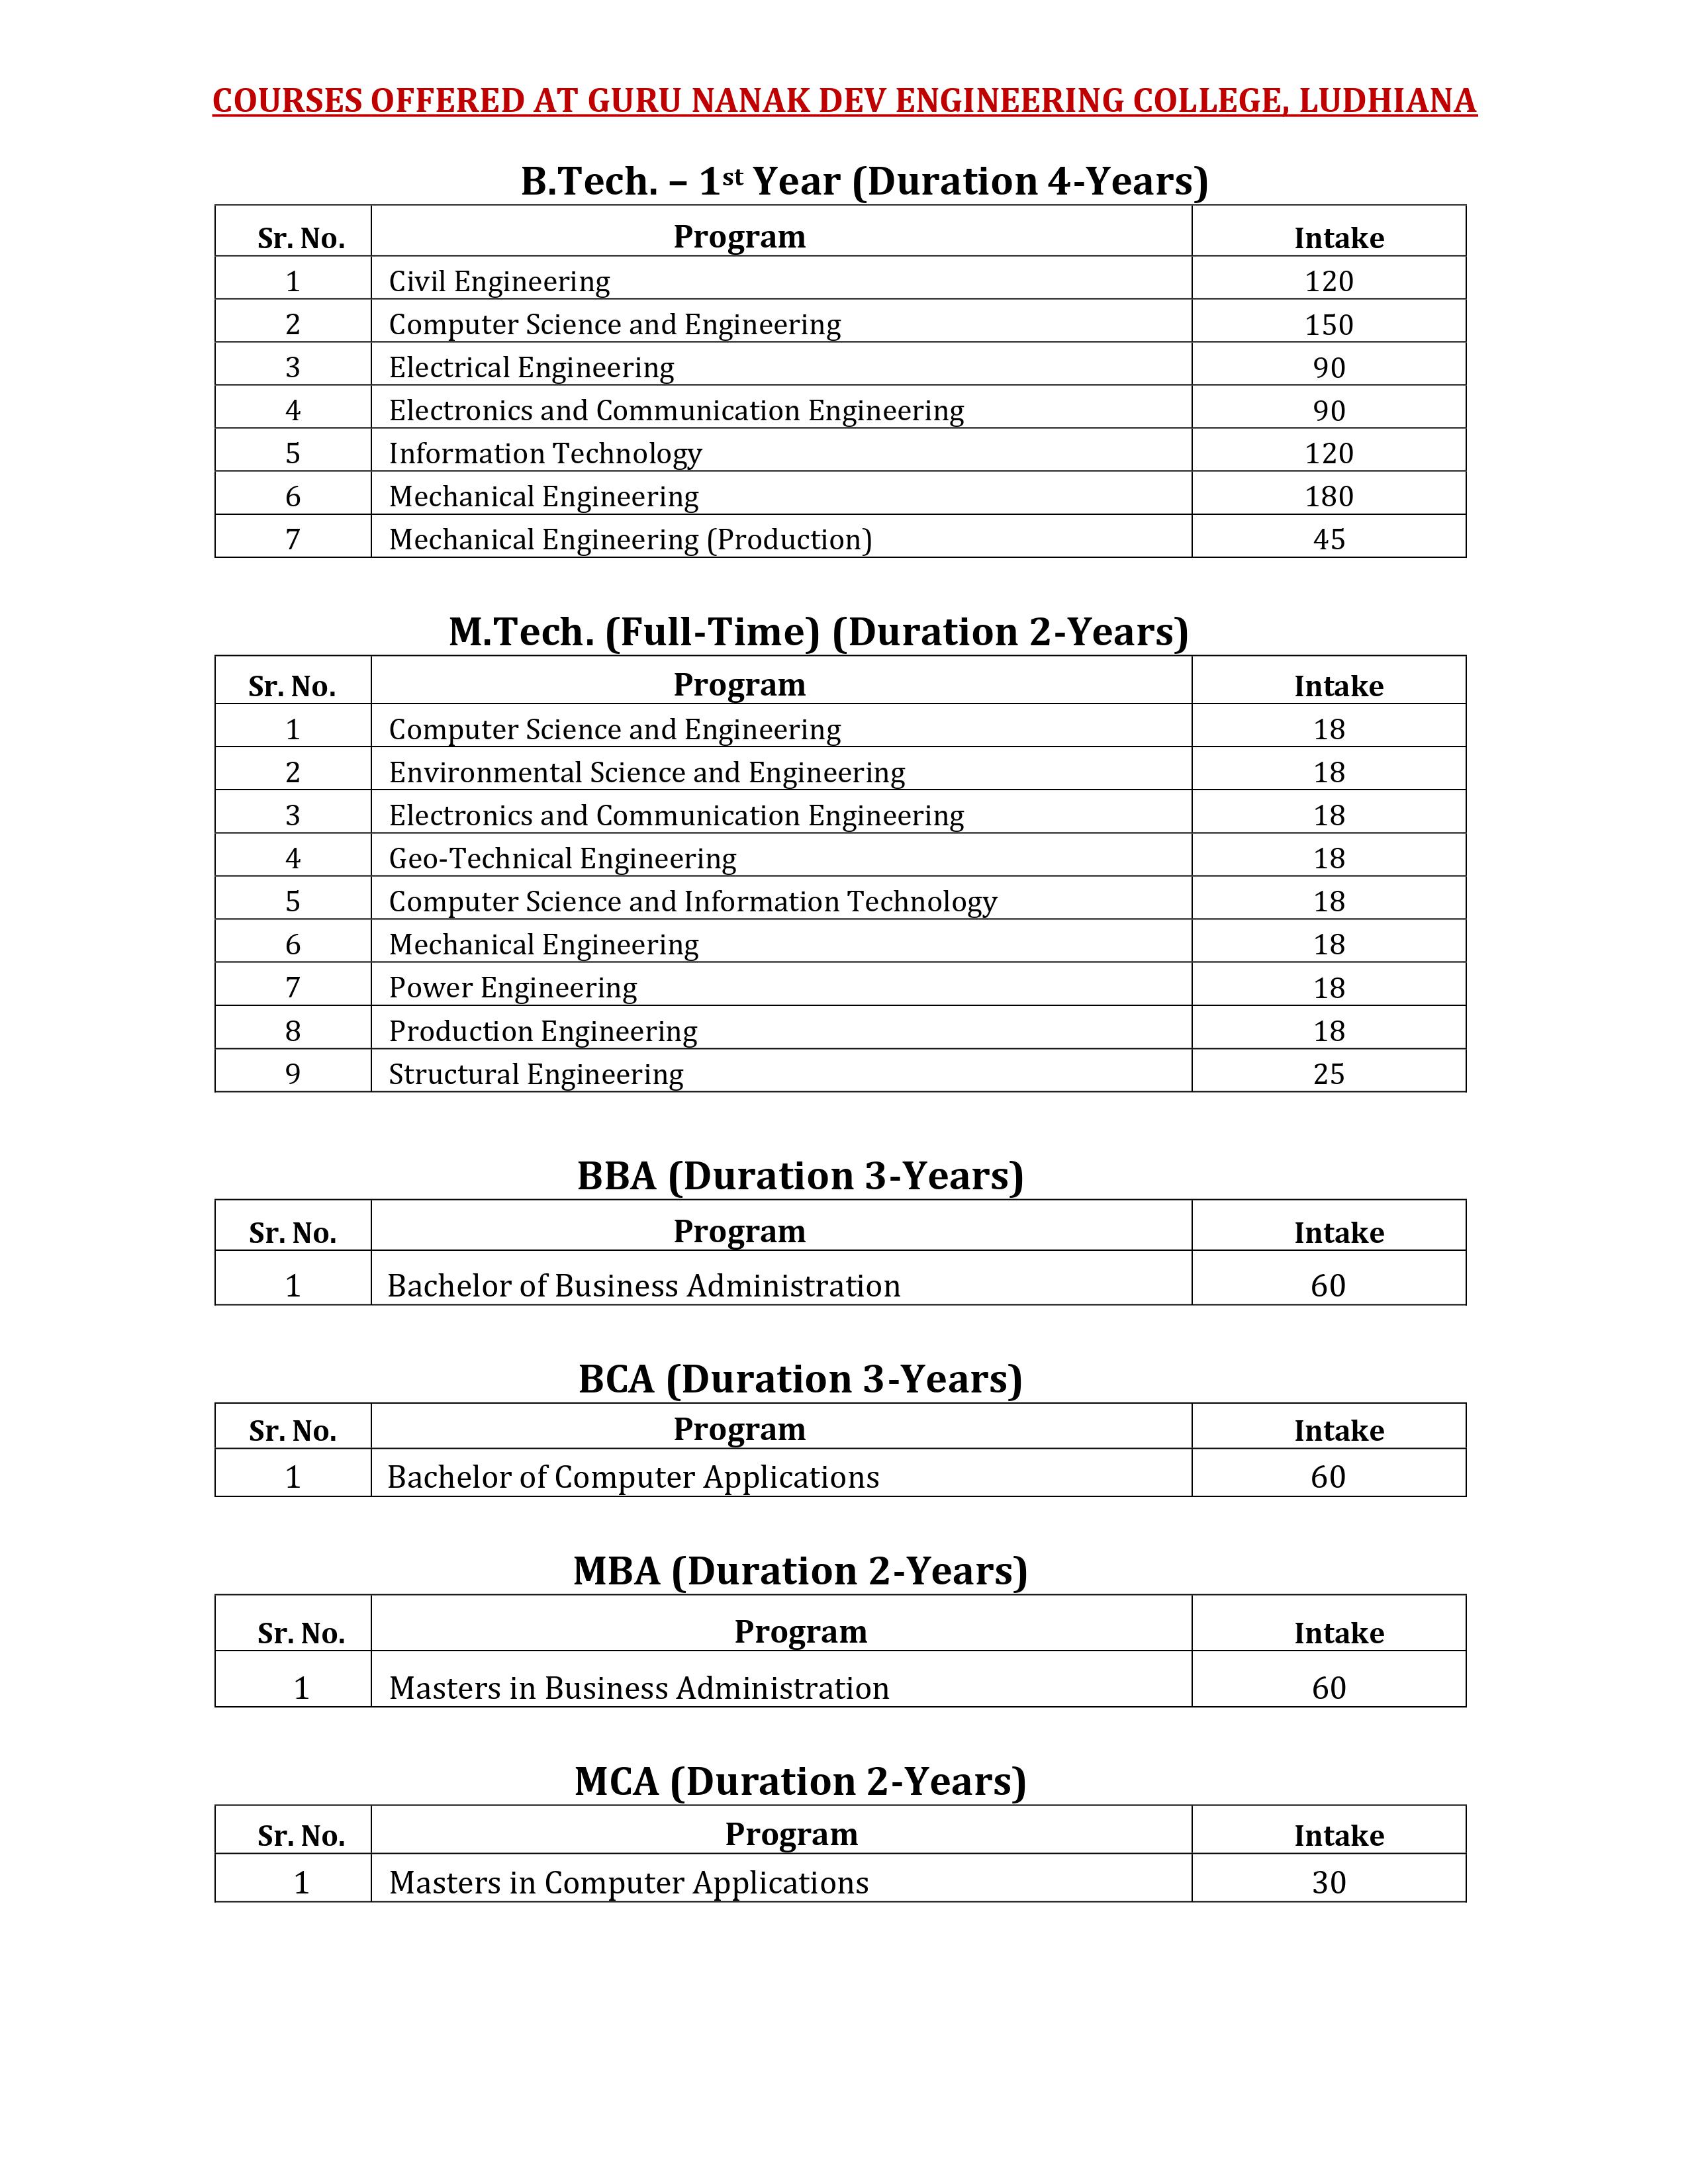 COURSES OFFERED AT GURU NANAK DEV ENGINEERING COLLEGE, LUDHIANA
B.Tech. – 1st Year (Duration 4-Years)
Sr. No. Program Intake
1 Civil Engineering 120
2 Computer Science and Engineering 150
3 Electrical Engineering 90
4 Electronics and Communication Engineering 90
5 Information Technology 120
6 Mechanical Engineering 180
7 Mechanical Engineering (Production) 45
M.Tech. (Full-Time) (Duration 2-Years)
Sr. No. Program Intake
1 Computer Science and Engineering 18
2 Environmental Science and Engineering 18
3 Electronics and Communication Engineering 18
4 Geo-Technical Engineering 18
5 Computer Science and Information Technology 18
6 Mechanical Engineering 18
7 Power Engineering 18
8 Production Engineering 18
9 Structural Engineering 25
BBA (Duration 3-Years)
Sr. No. Program Intake
1 Bachelor of Business Administration 60
BCA (Duration 3-Years)
Sr. No. Program Intake
1 Bachelor of Computer Applications 60
MBA (Duration 2-Years)
Sr. No. Program Intake
1 Masters in Business Administration 60
MCA (Duration 2-Years)
Sr. No. Program Intake
1 Masters in Computer Applications 30